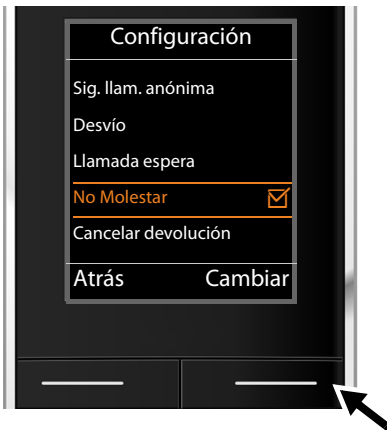 Configuración
Sig. llam. anónima
Desvío
Llamada espera
No Molestar
Cancelar devolución
Atrás Cambiar